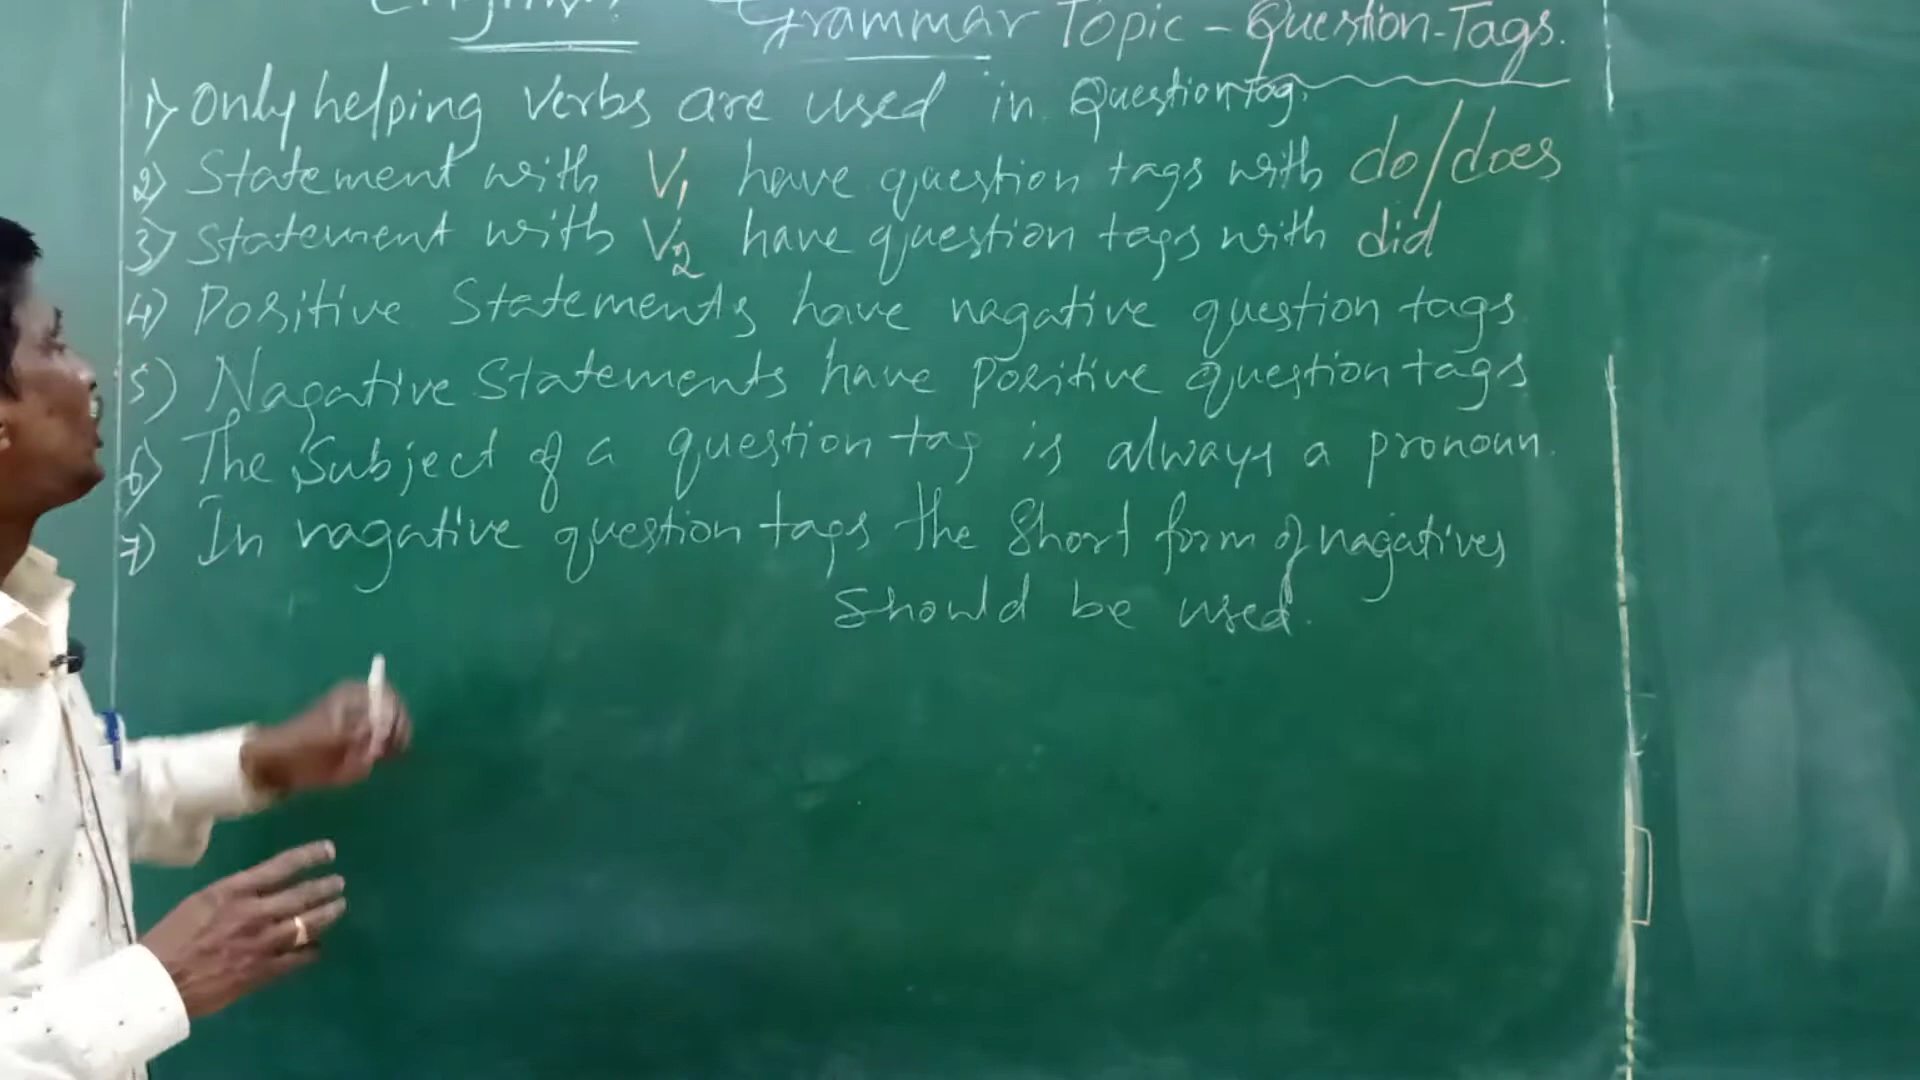 English Grammar Topic - Question-Tags.
1) Only helping verbs are used in Question tag.
2) Statement with V1 have question tags with do/does
3) Statement with V2 have question tags with did
4) Positive Statements have nagative question tags
5) Nagative Statements have Positive question tags
6) The Subject of a question tag is always a pronoun.
7) In nagative question tags the Short form of nagatives
Should be used.